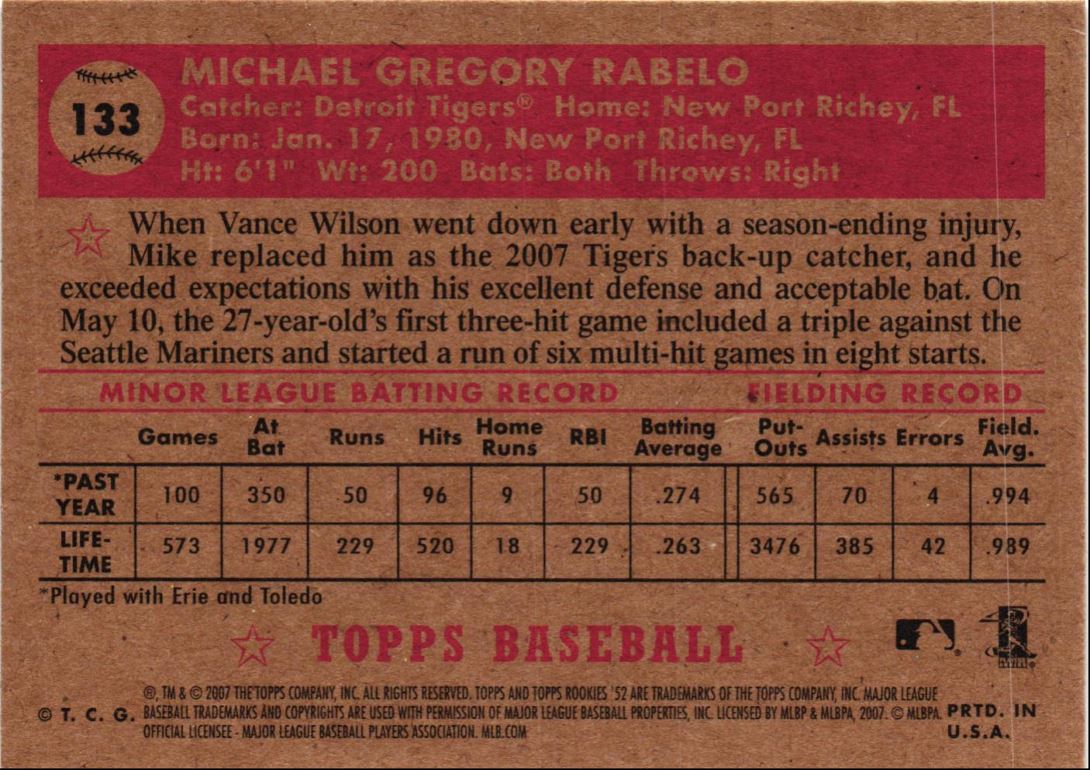 133
MICHAEL GREGORY RABELO
Catcher: Detroit Tigers® Home: New Port Richey, FL
Born: Jan. 17, 1980, New Port Richey, FL
Ht: 6'1" Wt: 200 Bats: Both Throws: Right
When Vance Wilson went down early with a season-ending injury,
Mike replaced him as the 2007 Tigers back-up catcher, and he
exceeded expectations with his excellent defense and acceptable bat. On
May 10, the 27-year-old's first three-hit game included a triple against the
Seattle Mariners and started a run of six multi-hit games in eight starts.
MINOR LEAGUE BATTING RECORD FIELDING RECORD
Games At Bat Runs Hits Home Runs RBI Batting Average Put-Outs Assists Errors Field. Avg.
*PAST YEAR 100 350 50 96 9 50 .274 565 70 4 .994
LIFE-TIME 573 1977 229 520 18 229 .263 3476 385 42 .989
*Played with Erie and Toledo
TOPPS BASEBALL
®, TM & © 2007 THE TOPPS COMPANY, INC. ALL RIGHTS RESERVED. TOPPS AND TOPPS ROOKIES '52 ARE TRADEMARKS OF THE TOPPS COMPANY, INC. MAJOR LEAGUE
© T. C. G. BASEBALL TRADEMARKS AND COPYRIGHTS ARE USED WITH PERMISSION OF MAJOR LEAGUE BASEBALL PROPERTIES, INC. LICENSED BY MLBP & MLBPA, 2007. © MLBPA PRTD. IN
OFFICIAL LICENSEE - MAJOR LEAGUE BASEBALL PLAYERS ASSOCIATION. MLB.COM U.S.A.